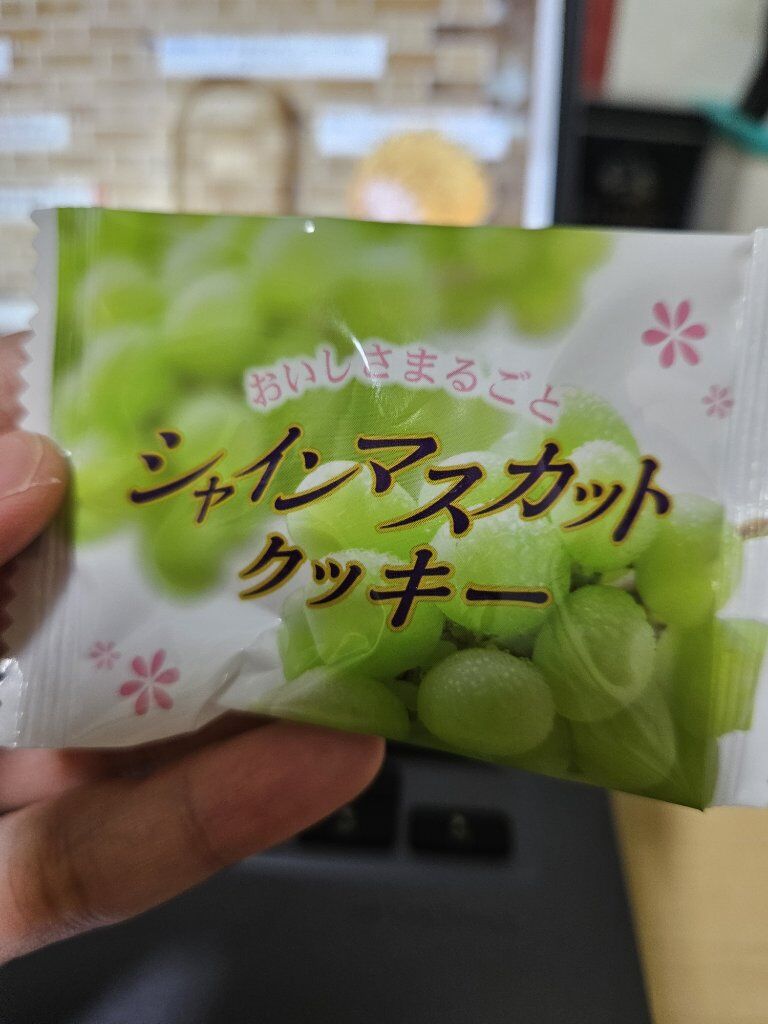 おいしさまるごと
シャインマスカット
クッキー